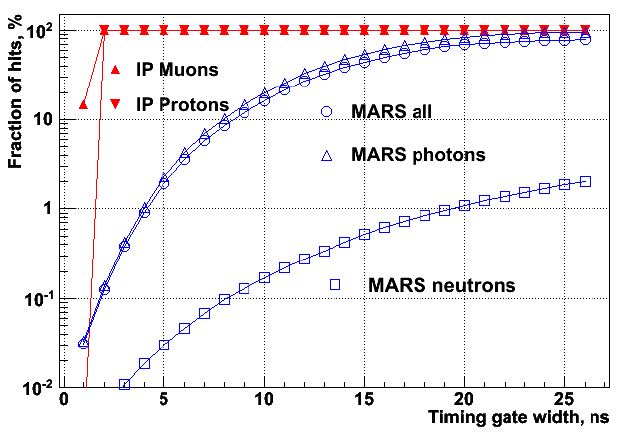 Fraction of hits, %
10²
10
1
10⁻¹
10⁻²
IP Muons
IP Protons
MARS all
MARS photons
MARS neutrons
0 5 10 15 20 25
Timing gate width, ns